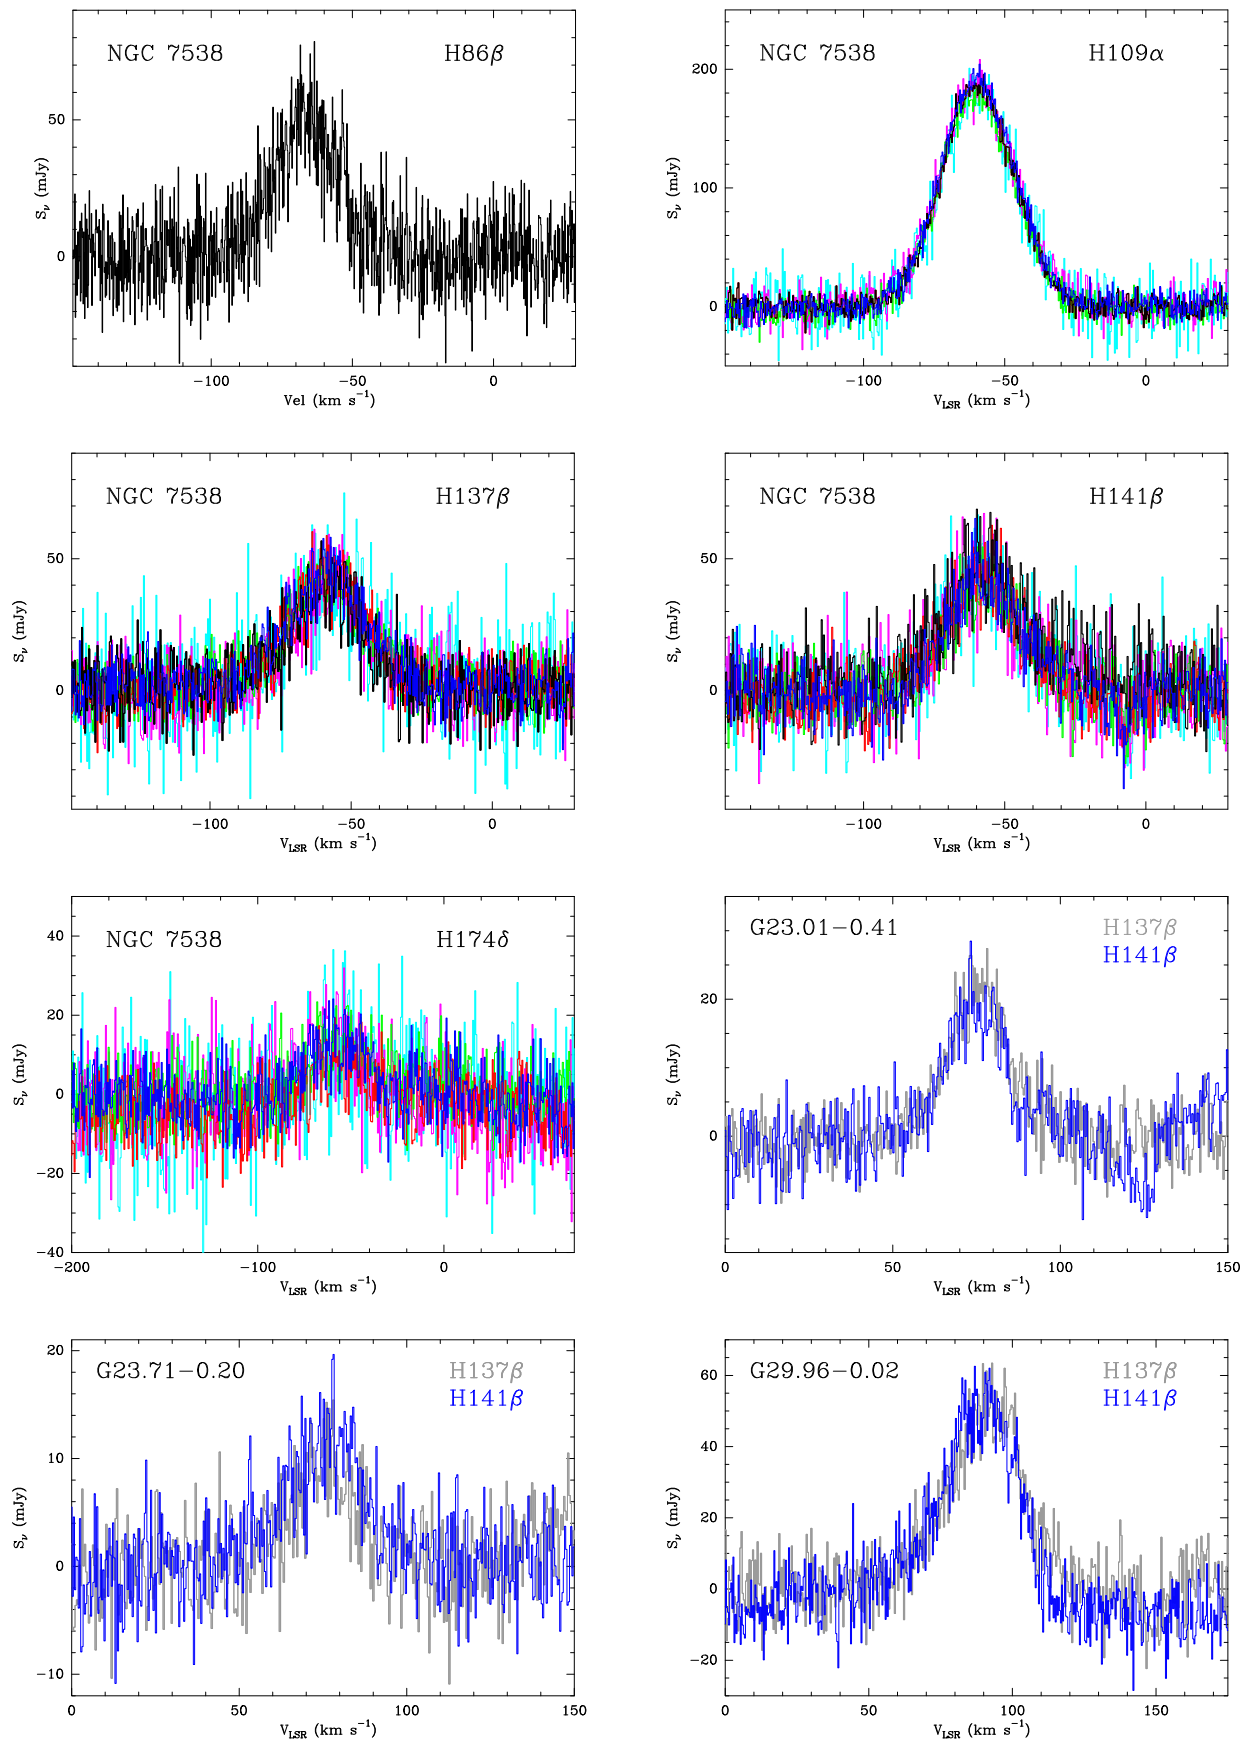 NGC 7538 H86β
50
0
−100 −50 0
Sν (mJy)
Vel (km s−1)
NGC 7538 H109α
200
100
0
−100 −50 0
Sν (mJy)
VLSR (km s−1)
NGC 7538 H137β
50
0
−100 −50 0
Sν (mJy)
VLSR (km s−1)
NGC 7538 H141β
50
0
−100 −50 0
Sν (mJy)
VLSR (km s−1)
NGC 7538 H174δ
40
20
0
−20
−40
−200 −100 0
Sν (mJy)
VLSR (km s−1)
G23.01−0.41 H137β
H141β
20
0
0 50 100 150
Sν (mJy)
VLSR (km s−1)
G23.71−0.20 H137β
H141β
20
10
0
−10
0 50 100 150
Sν (mJy)
VLSR (km s−1)
G29.96−0.02 H137β
H141β
60
40
20
0
−20
0 50 100 150
Sν (mJy)
VLSR (km s−1)